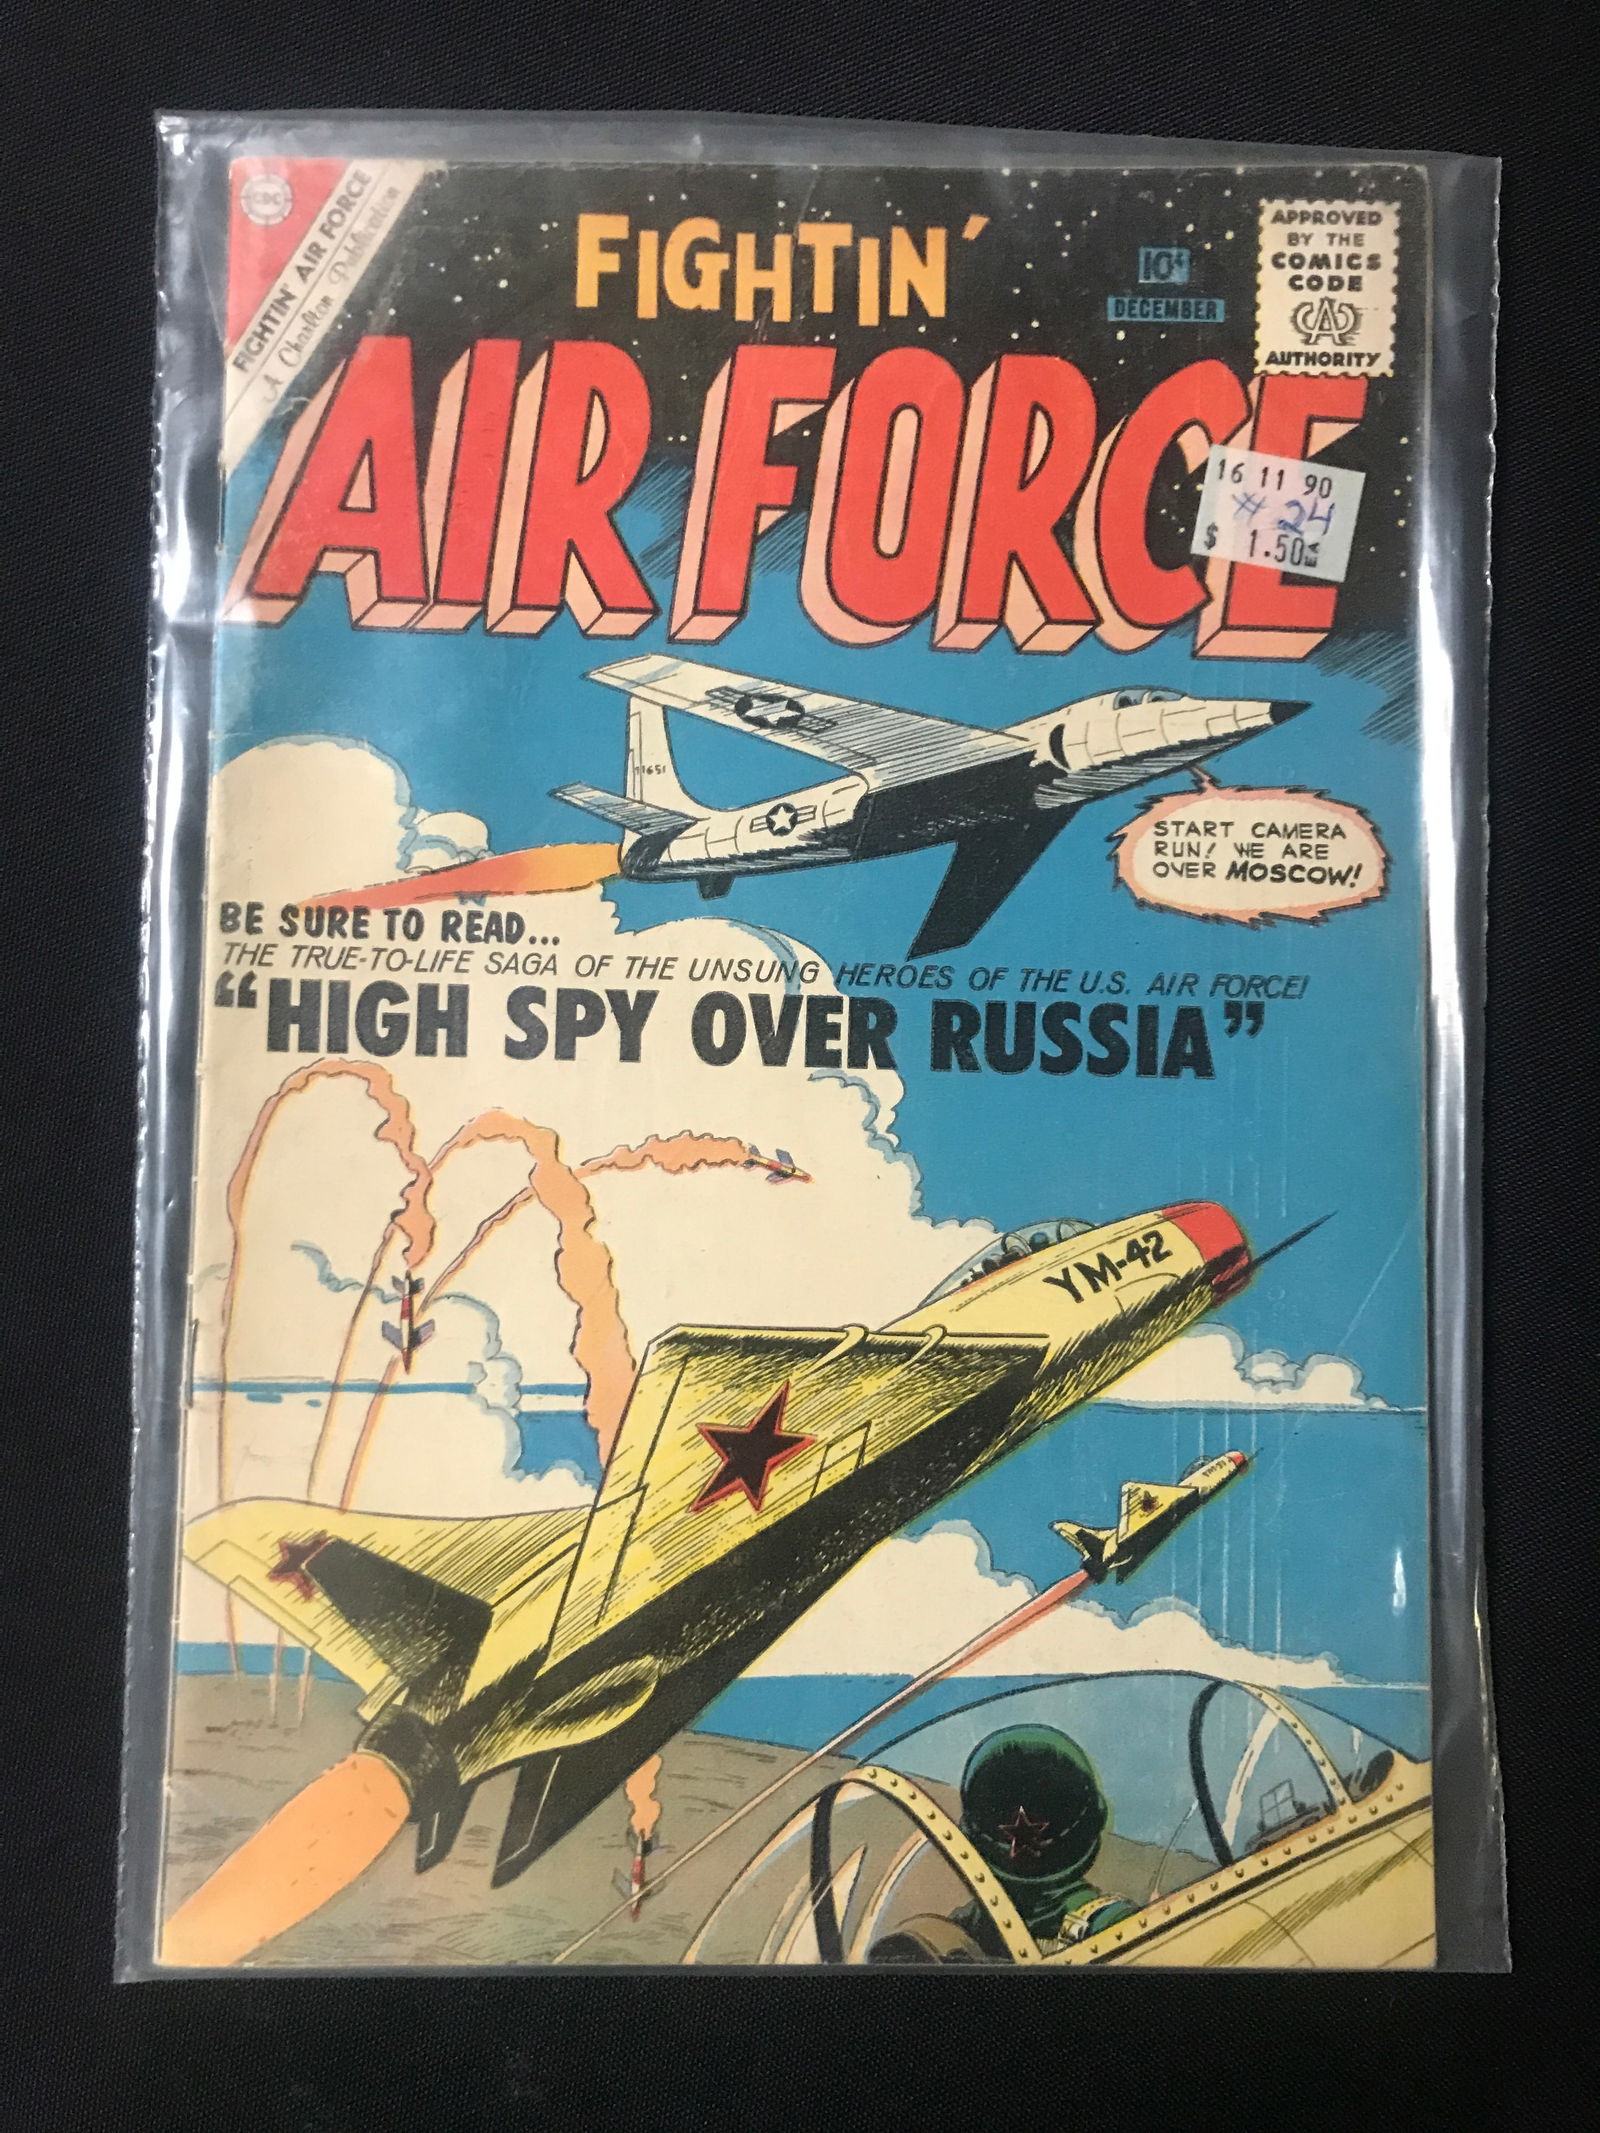 CDC
FIGHTIN' AIR FORCE
A Charlton Publication
FIGHTIN'
AIR FORCE
10¢
DECEMBER
APPROVED
BY THE
COMICS
CODE
CA
AUTHORITY
16 11 90
# 24
$ 1.50 EA
11651
START CAMERA
RUN! WE ARE
OVER MOSCOW!
BE SURE TO READ...
THE TRUE-TO-LIFE SAGA OF THE UNSUNG HEROES OF THE U.S. AIR FORCE!
“HIGH SPY OVER RUSSIA”
YM-42